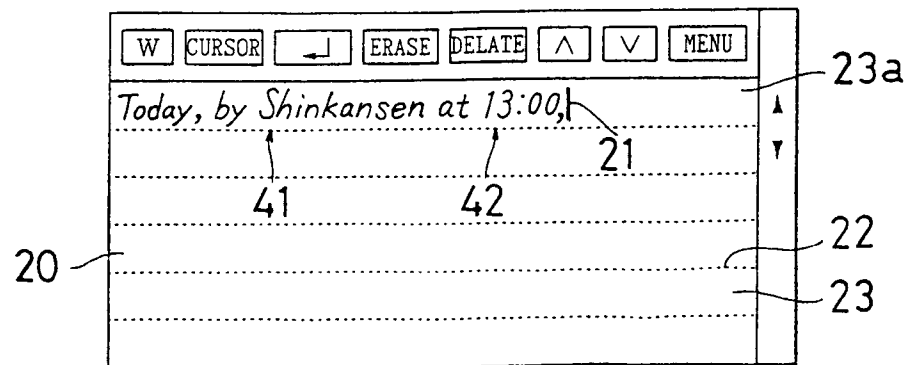 W CURSOR ↵ ERASE DELATE ∧ ∨ MENU
23a
Today, by Shinkansen at 13:00,
21
41 42
22
20
23